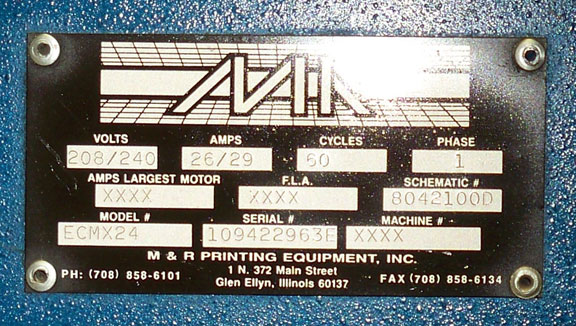 M&R
VOLTS AMPS CYCLES PHASE
208/240 26/29 60 1
AMPS LARGEST MOTOR F.L.A. SCHEMATIC #
XXXX XXXX 8042100D
MODEL # SERIAL # MACHINE #
ECMX24 109422963E XXXX
M & R PRINTING EQUIPMENT, INC.
PH: (708) 858-6101 1 N. 372 Main Street FAX (708) 858-6134
Glen Ellyn, Illinois 60137